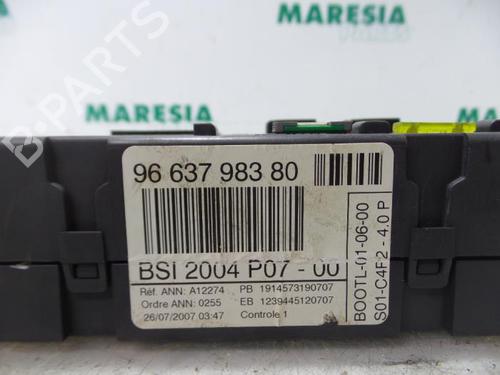 MARESIA
MARESIA
MARESIA
B-PARTS
96 637 983 80
BSI 2004 P07 - 00
Réf. ANN: A12274 PB 1914573190707
Ordre ANN: 0255 EB 1239445120707
26/07/2007 03:47 Controle 1
BOOTL-01-06-00
S01-C4F2 - 4.0 P